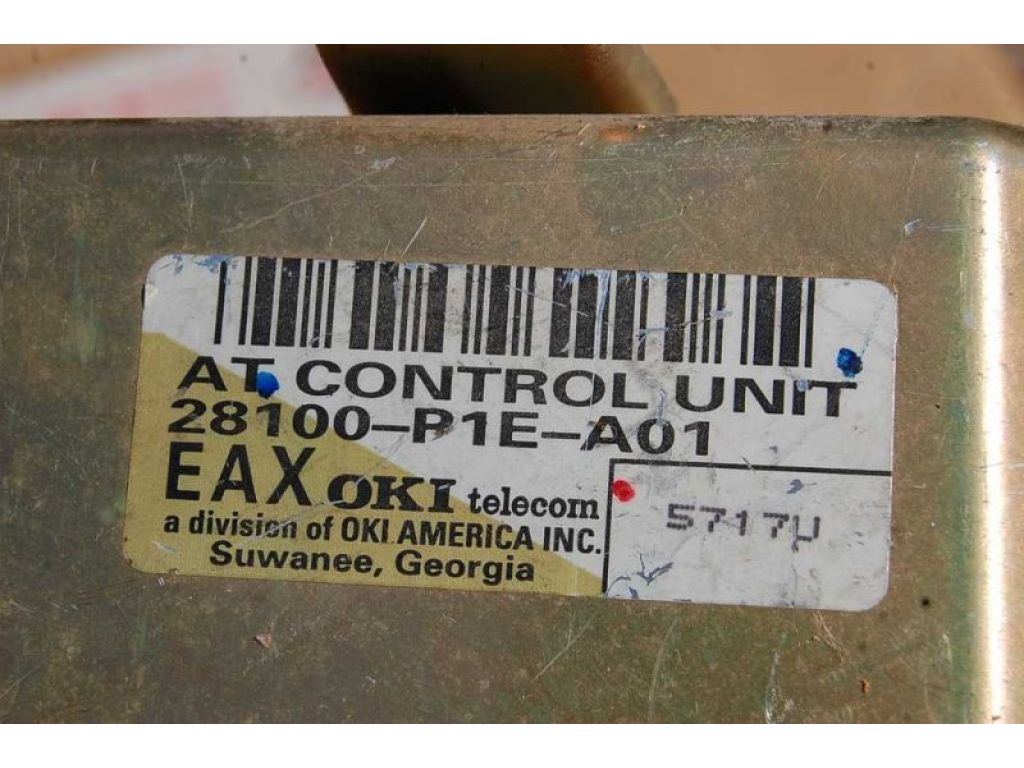 AT CONTROL UNIT
28100-P1E-A01
EAX OKI telecom
5717U
a division of OKI AMERICA INC.
Suwanee, Georgia